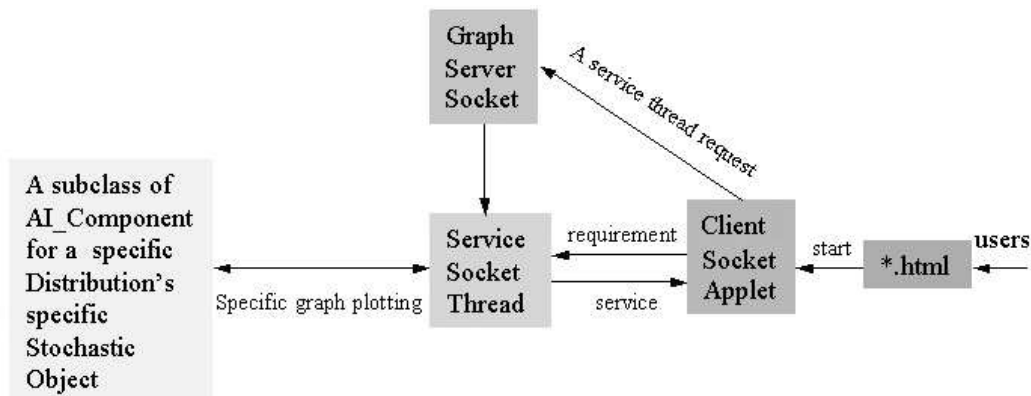 Graph
Server
Socket
A service thread request
A subclass of
AI_Component
for a specific
Distribution's
specific
Stochastic
Object
Specific graph plotting
Service
Socket
Thread
requirement
service
Client
Socket
Applet
start
*.html
users